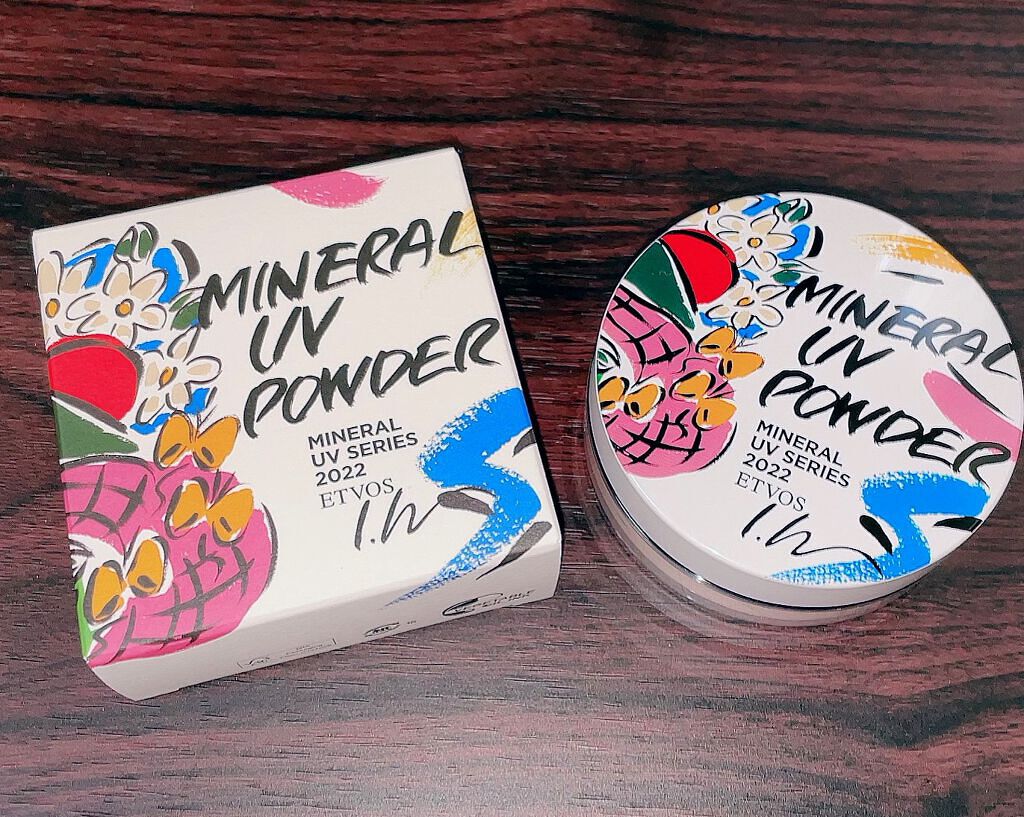 MINERAL
UV
POWDER
MINERAL
UV SERIES
2022
ETVOS
MINERAL
UV
POWDER
MINERAL
UV SERIES
2022
ETVOS